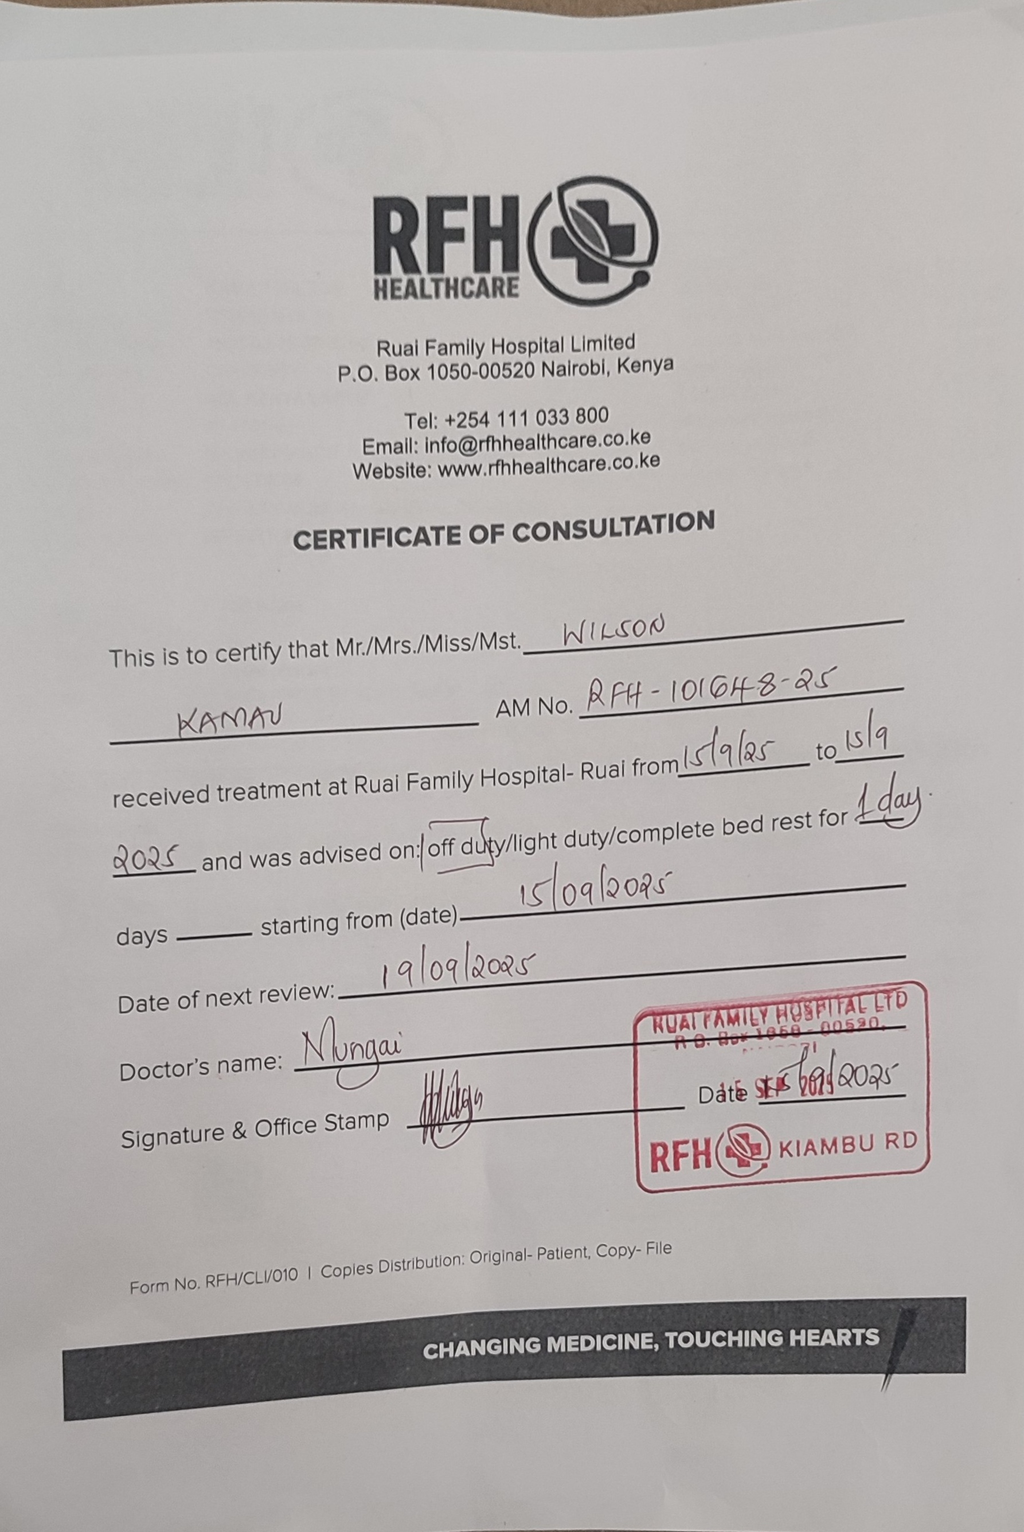 RFH
HEALTHCARE
Ruai Family Hospital Limited
P.O. Box 1050-00520 Nairobi, Kenya
Tel: +254 111 033 800
Email: info@rfhhealthcare.co.ke
Website: www.rfhhealthcare.co.ke
CERTIFICATE OF CONSULTATION
This is to certify that Mr./Mrs./Miss/Mst. WILSON
KAMAU AM No. RFH-101648-25
received treatment at Ruai Family Hospital- Ruai from 15/9/25 to 15/9
2025 and was advised on: off duty/light duty/complete bed rest for 1 day.
days starting from (date) 15/09/2025
Date of next review: 19/09/2025
Doctor's name: Mungai
Signature & Office Stamp
RUAI FAMILY HOSPITAL LTD
P.O. Box 1050 - 00520,
Date 15/9/2025
15 SEP 2025
RFH KIAMBU RD
Form No. RFH/CLI/010 | Copies Distribution: Original- Patient, Copy- File
CHANGING MEDICINE, TOUCHING HEARTS